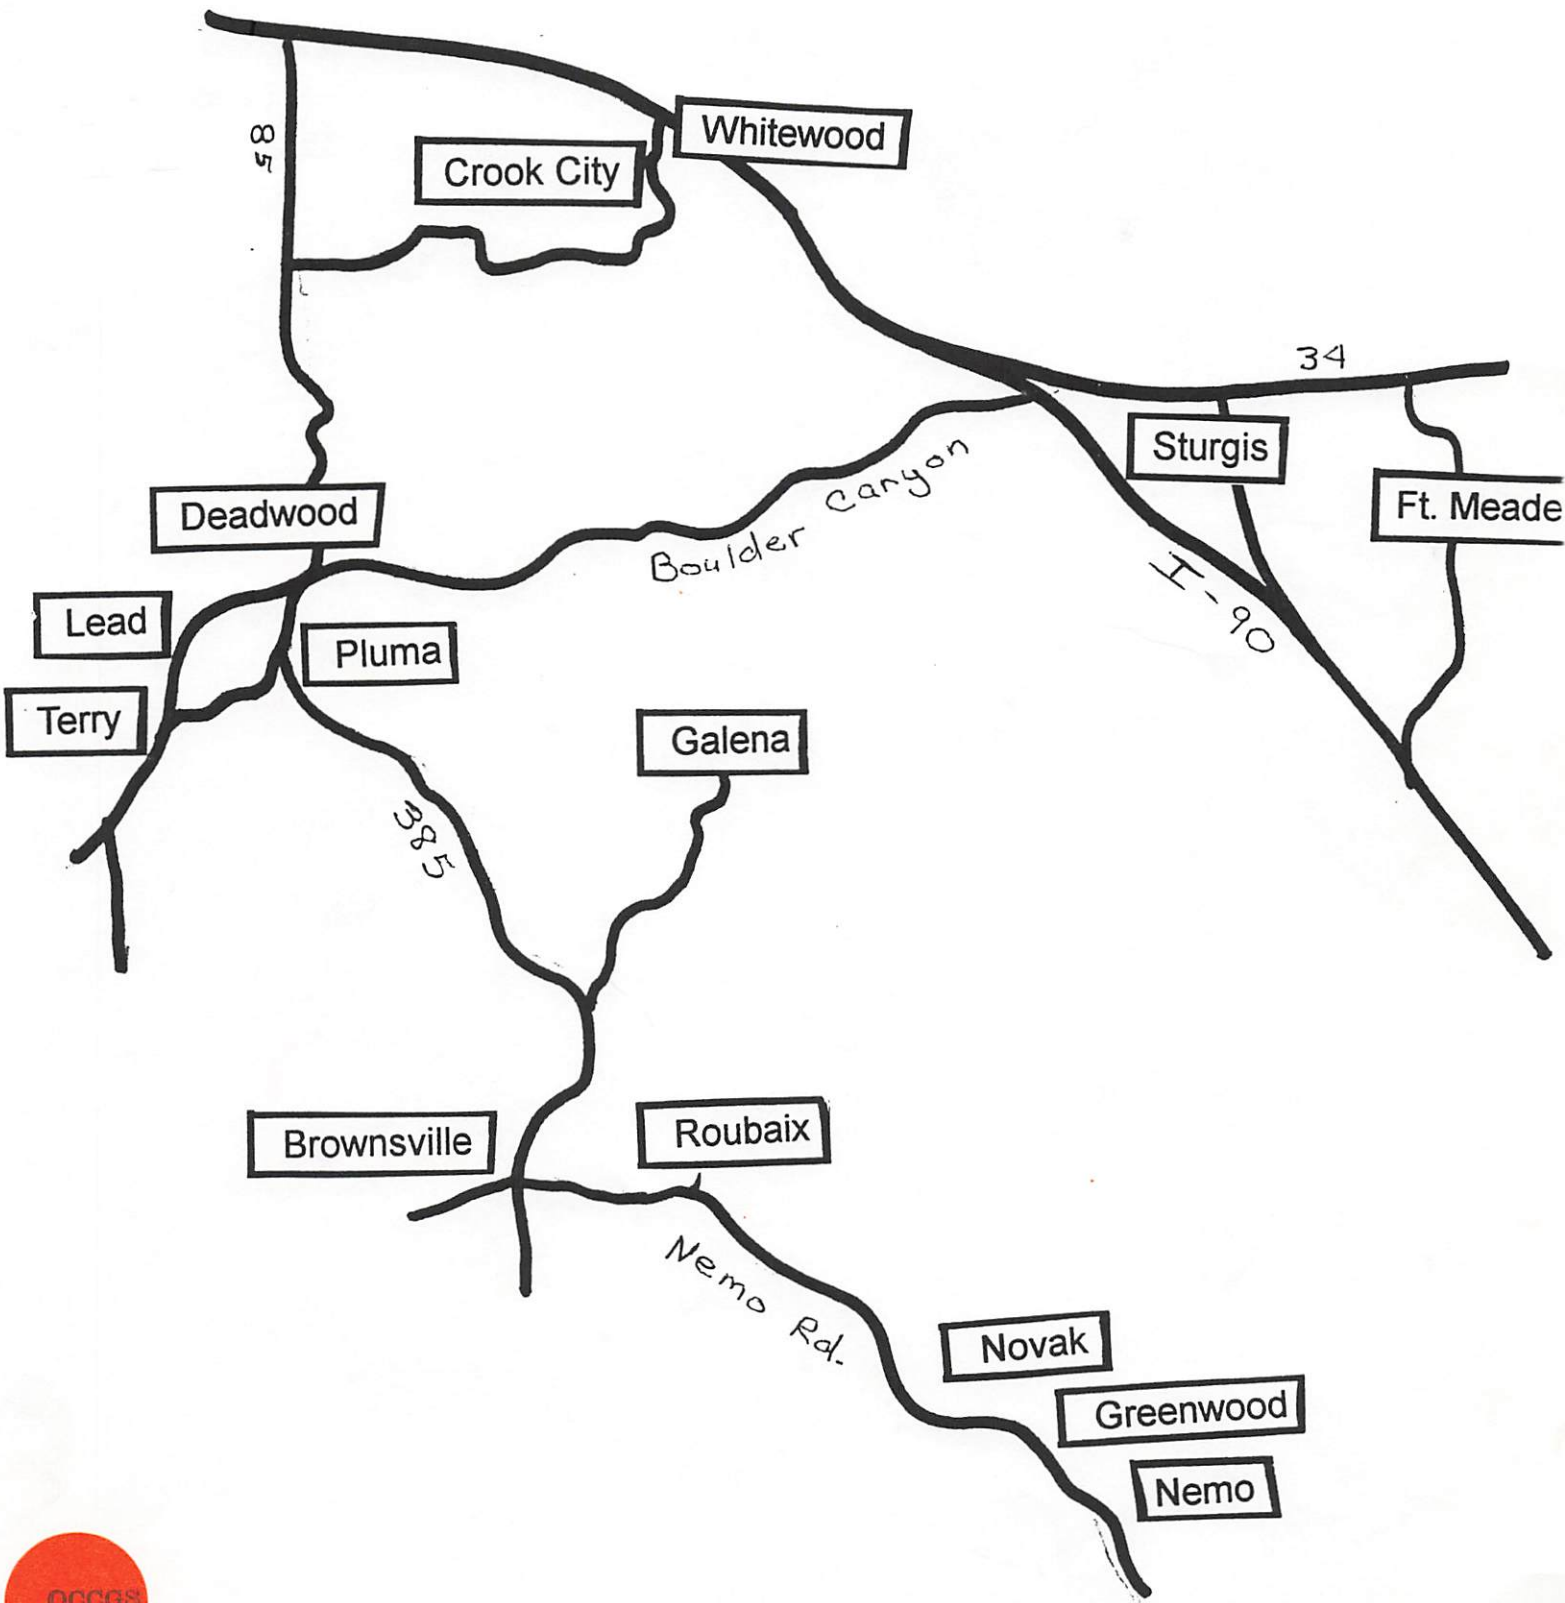 85
Whitewood
Crook City
34
Sturgis
Ft. Meade
Deadwood
Boulder Canyon
I-90
Lead
Pluma
Terry
Galena
385
Brownsville
Roubaix
Nemo Rd.
Novak
Greenwood
Nemo
OCCGS